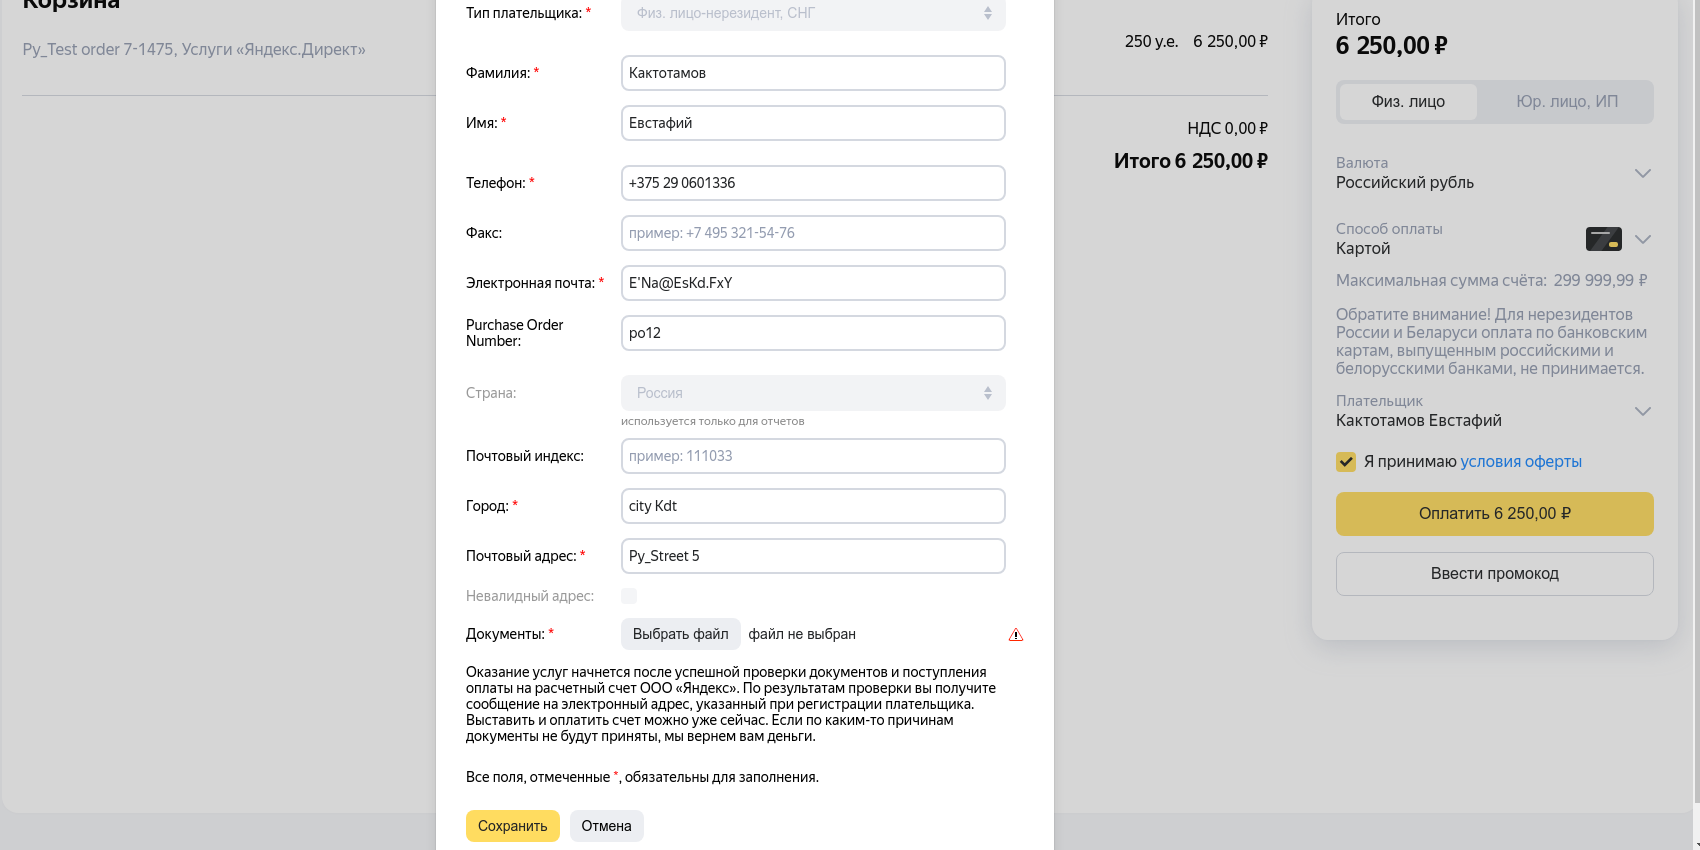 Корзина
Py_Test order 7-1475, Услуги «Яндекс.Директ»
250 у.е. 6 250,00 ₽
НДС 0,00 ₽
Итого 6 250,00 ₽
Тип плательщика: * Физ. лицо-нерезидент, СНГ
Фамилия: * Кактотамов
Имя: * Евстафий
Телефон: * +375 29 0601336
Факс: пример: +7 495 321-54-76
Электронная почта: * E'Na@EsKd.FxY
Purchase Order
Number: po12
Страна: Россия
используется только для отчетов
Почтовый индекс: пример: 111033
Город: * city Kdt
Почтовый адрес: * Py_Street 5
Невалидный адрес:
Документы: * Выбрать файл файл не выбран
Оказание услуг начнется после успешной проверки документов и поступления
оплаты на расчетный счет ООО «Яндекс». По результатам проверки вы получите
сообщение на электронный адрес, указанный при регистрации плательщика.
Выставить и оплатить счет можно уже сейчас. Если по каким-то причинам
документы не будут приняты, мы вернем вам деньги.
Все поля, отмеченные *, обязательны для заполнения.
Сохранить Отмена
Итого
6 250,00 ₽
Физ. лицо Юр. лицо, ИП
Валюта
Российский рубль
Способ оплаты
Картой
Максимальная сумма счёта: 299 999,99 ₽
Обратите внимание! Для нерезидентов
России и Беларуси оплата по банковским
картам, выпущенным российскими и
белорусскими банками, не принимается.
Плательщик
Кактотамов Евстафий
Я принимаю условия оферты
Оплатить 6 250,00 ₽
Ввести промокод